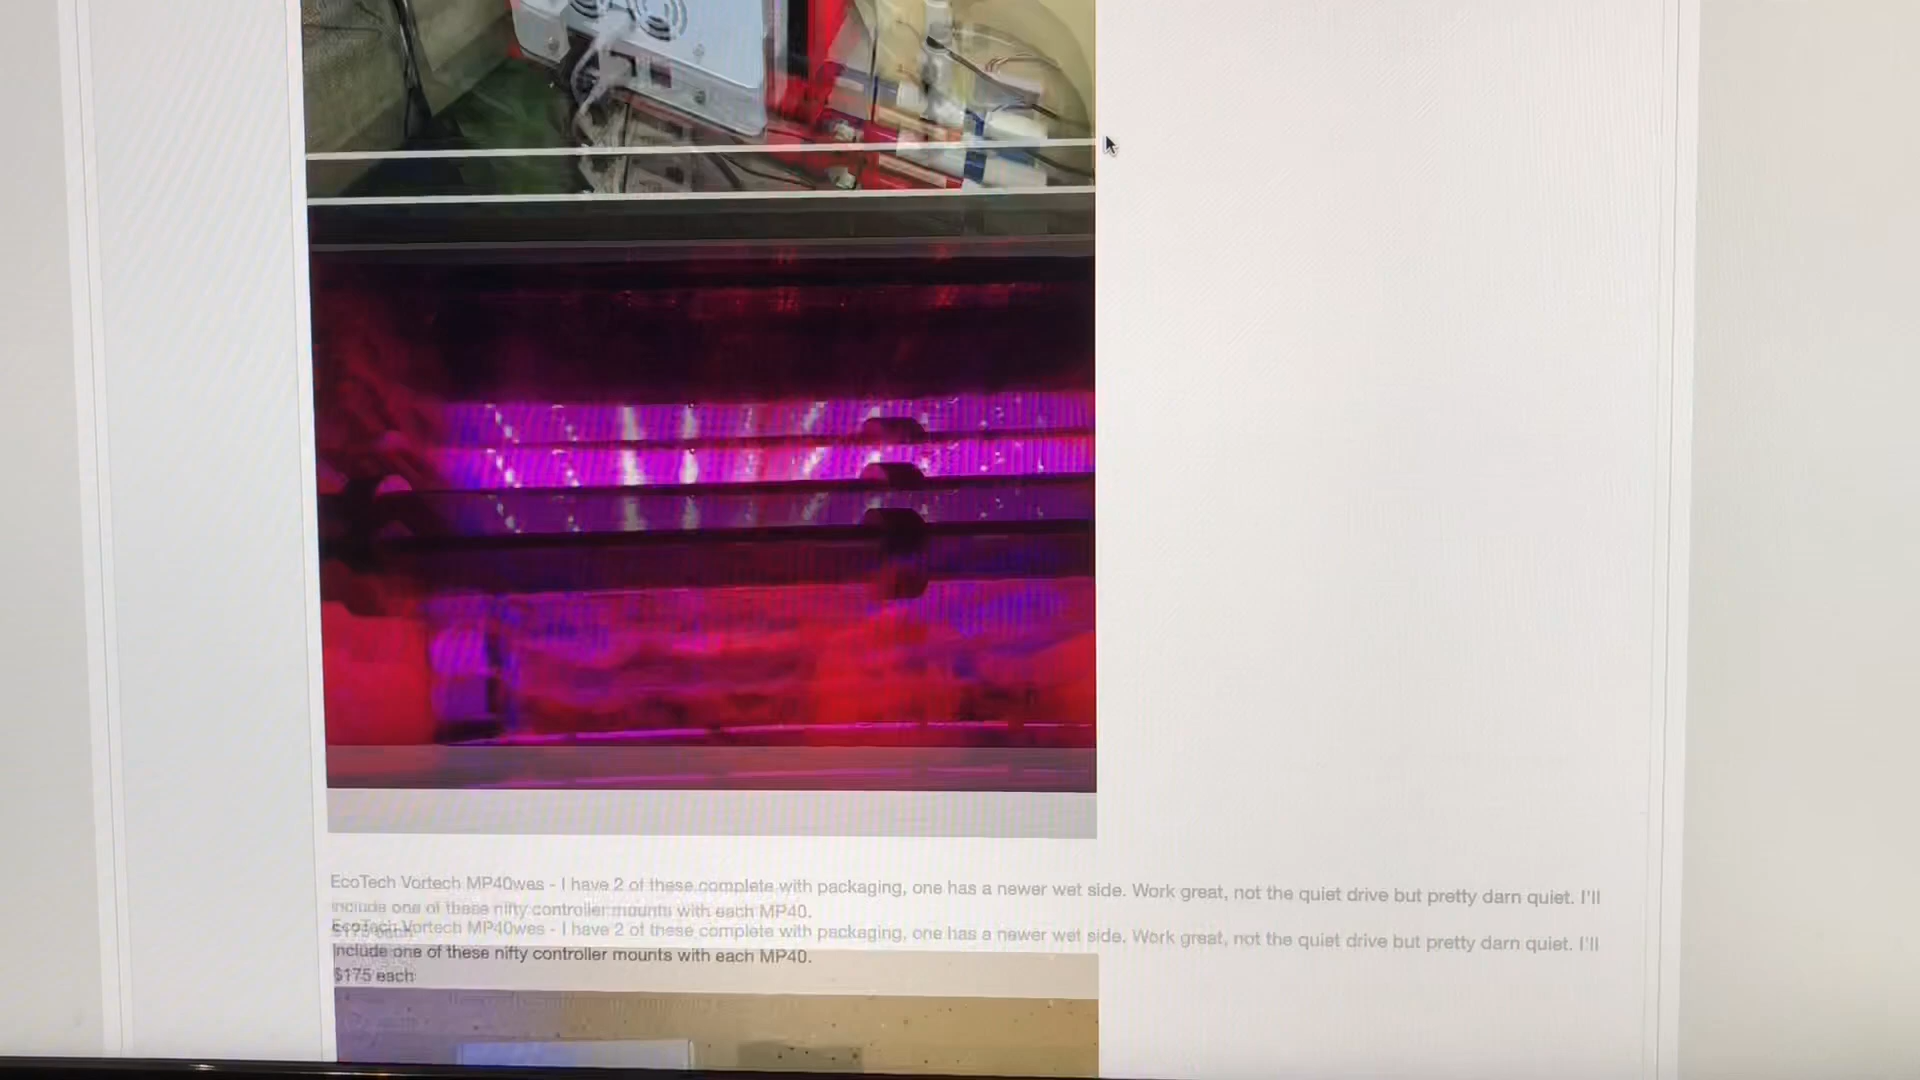 EcoTech Vortech MP40wes - I have 2 of these complete with packaging, one has a newer wet side. Work great, not the quiet drive but pretty darn quiet. I'll
include one of these nifty controller mounts with each MP40.
EcoTech Vortech MP40wes - I have 2 of these complete with packaging, one has a newer wet side. Work great, not the quiet drive but pretty darn quiet. I'll
include one of these nifty controller mounts with each MP40.
$175 each